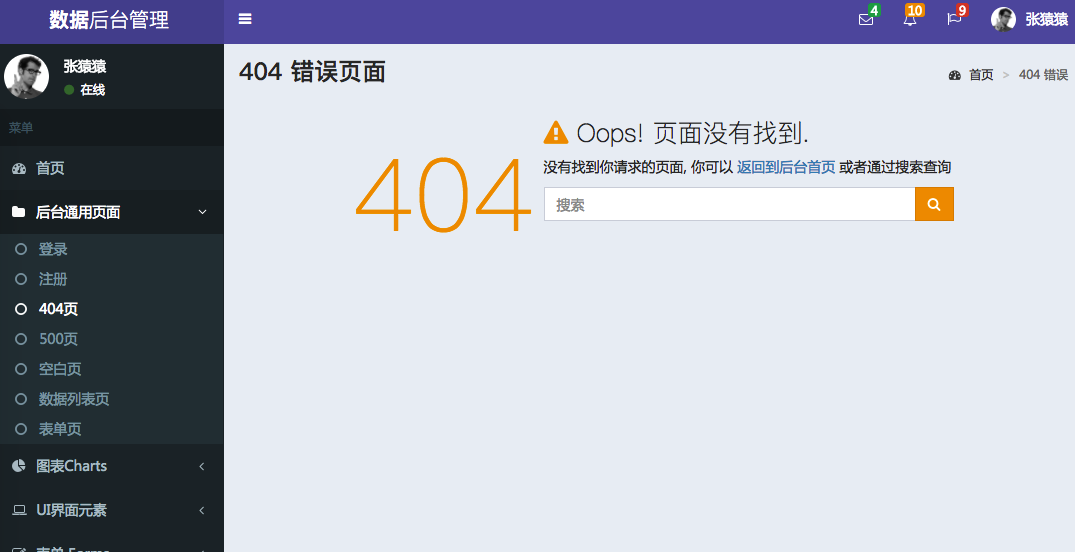 数据后台管理
4
10
9
张猿猿
张猿猿
在线
菜单
首页
后台通用页面
登录
注册
404页
500页
空白页
数据列表页
表单页
图表Charts
UI界面元素
表单 Forms
404 错误页面
首页 > 404 错误
404
Oops! 页面没有找到.
没有找到你请求的页面, 你可以 返回到后台首页 或者通过搜索查询
搜索